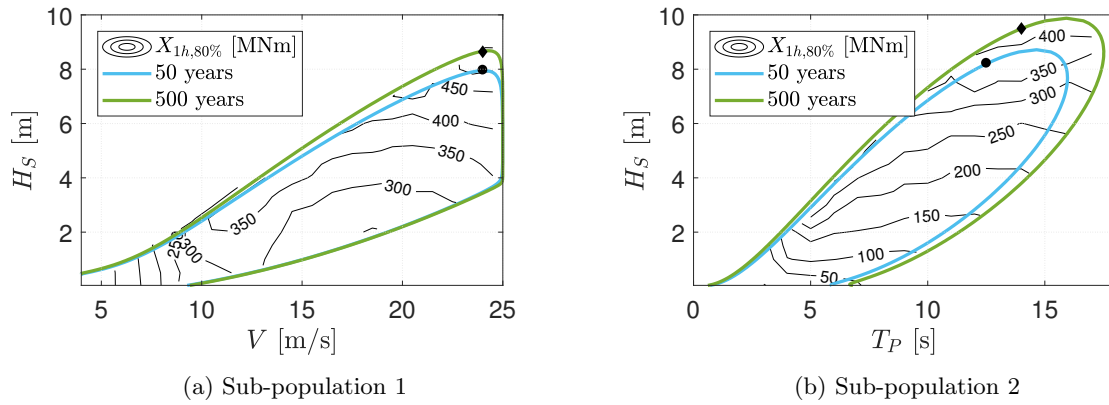 10
8
6
4
2
H_S [m]
X_{1h,80%} [MNm]
50 years
500 years
450
400
350
300
350
300
250
5
10
15
20
25
V [m/s]
(a) Sub-population 1
10
8
6
4
2
H_S [m]
X_{1h,80%} [MNm]
50 years
500 years
400
350
300
250
200
150
100
50
0
5
10
15
T_P [s]
(b) Sub-population 2